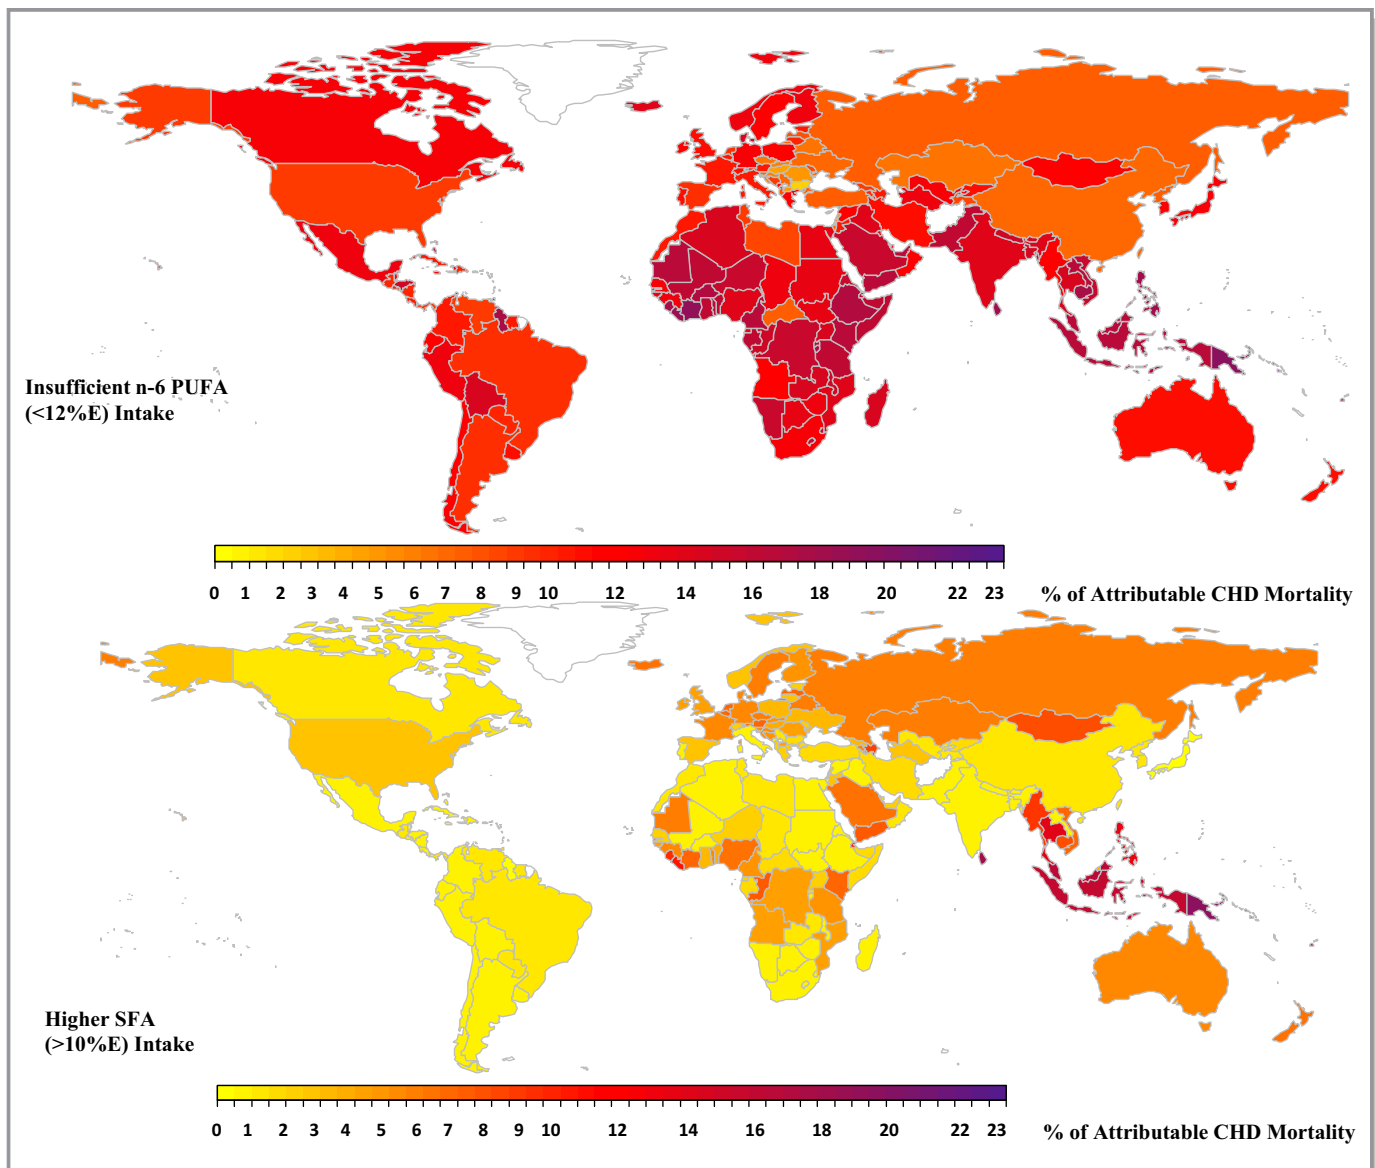 Insufficient n-6 PUFA
(<12%E) Intake
0 1 2 3 4 5 6 7 8 9 10 12 14 16 18 20 22 23
% of Attributable CHD Mortality
Higher SFA
(>10%E) Intake
0 1 2 3 4 5 6 7 8 9 10 12 14 16 18 20 22 23
% of Attributable CHD Mortality